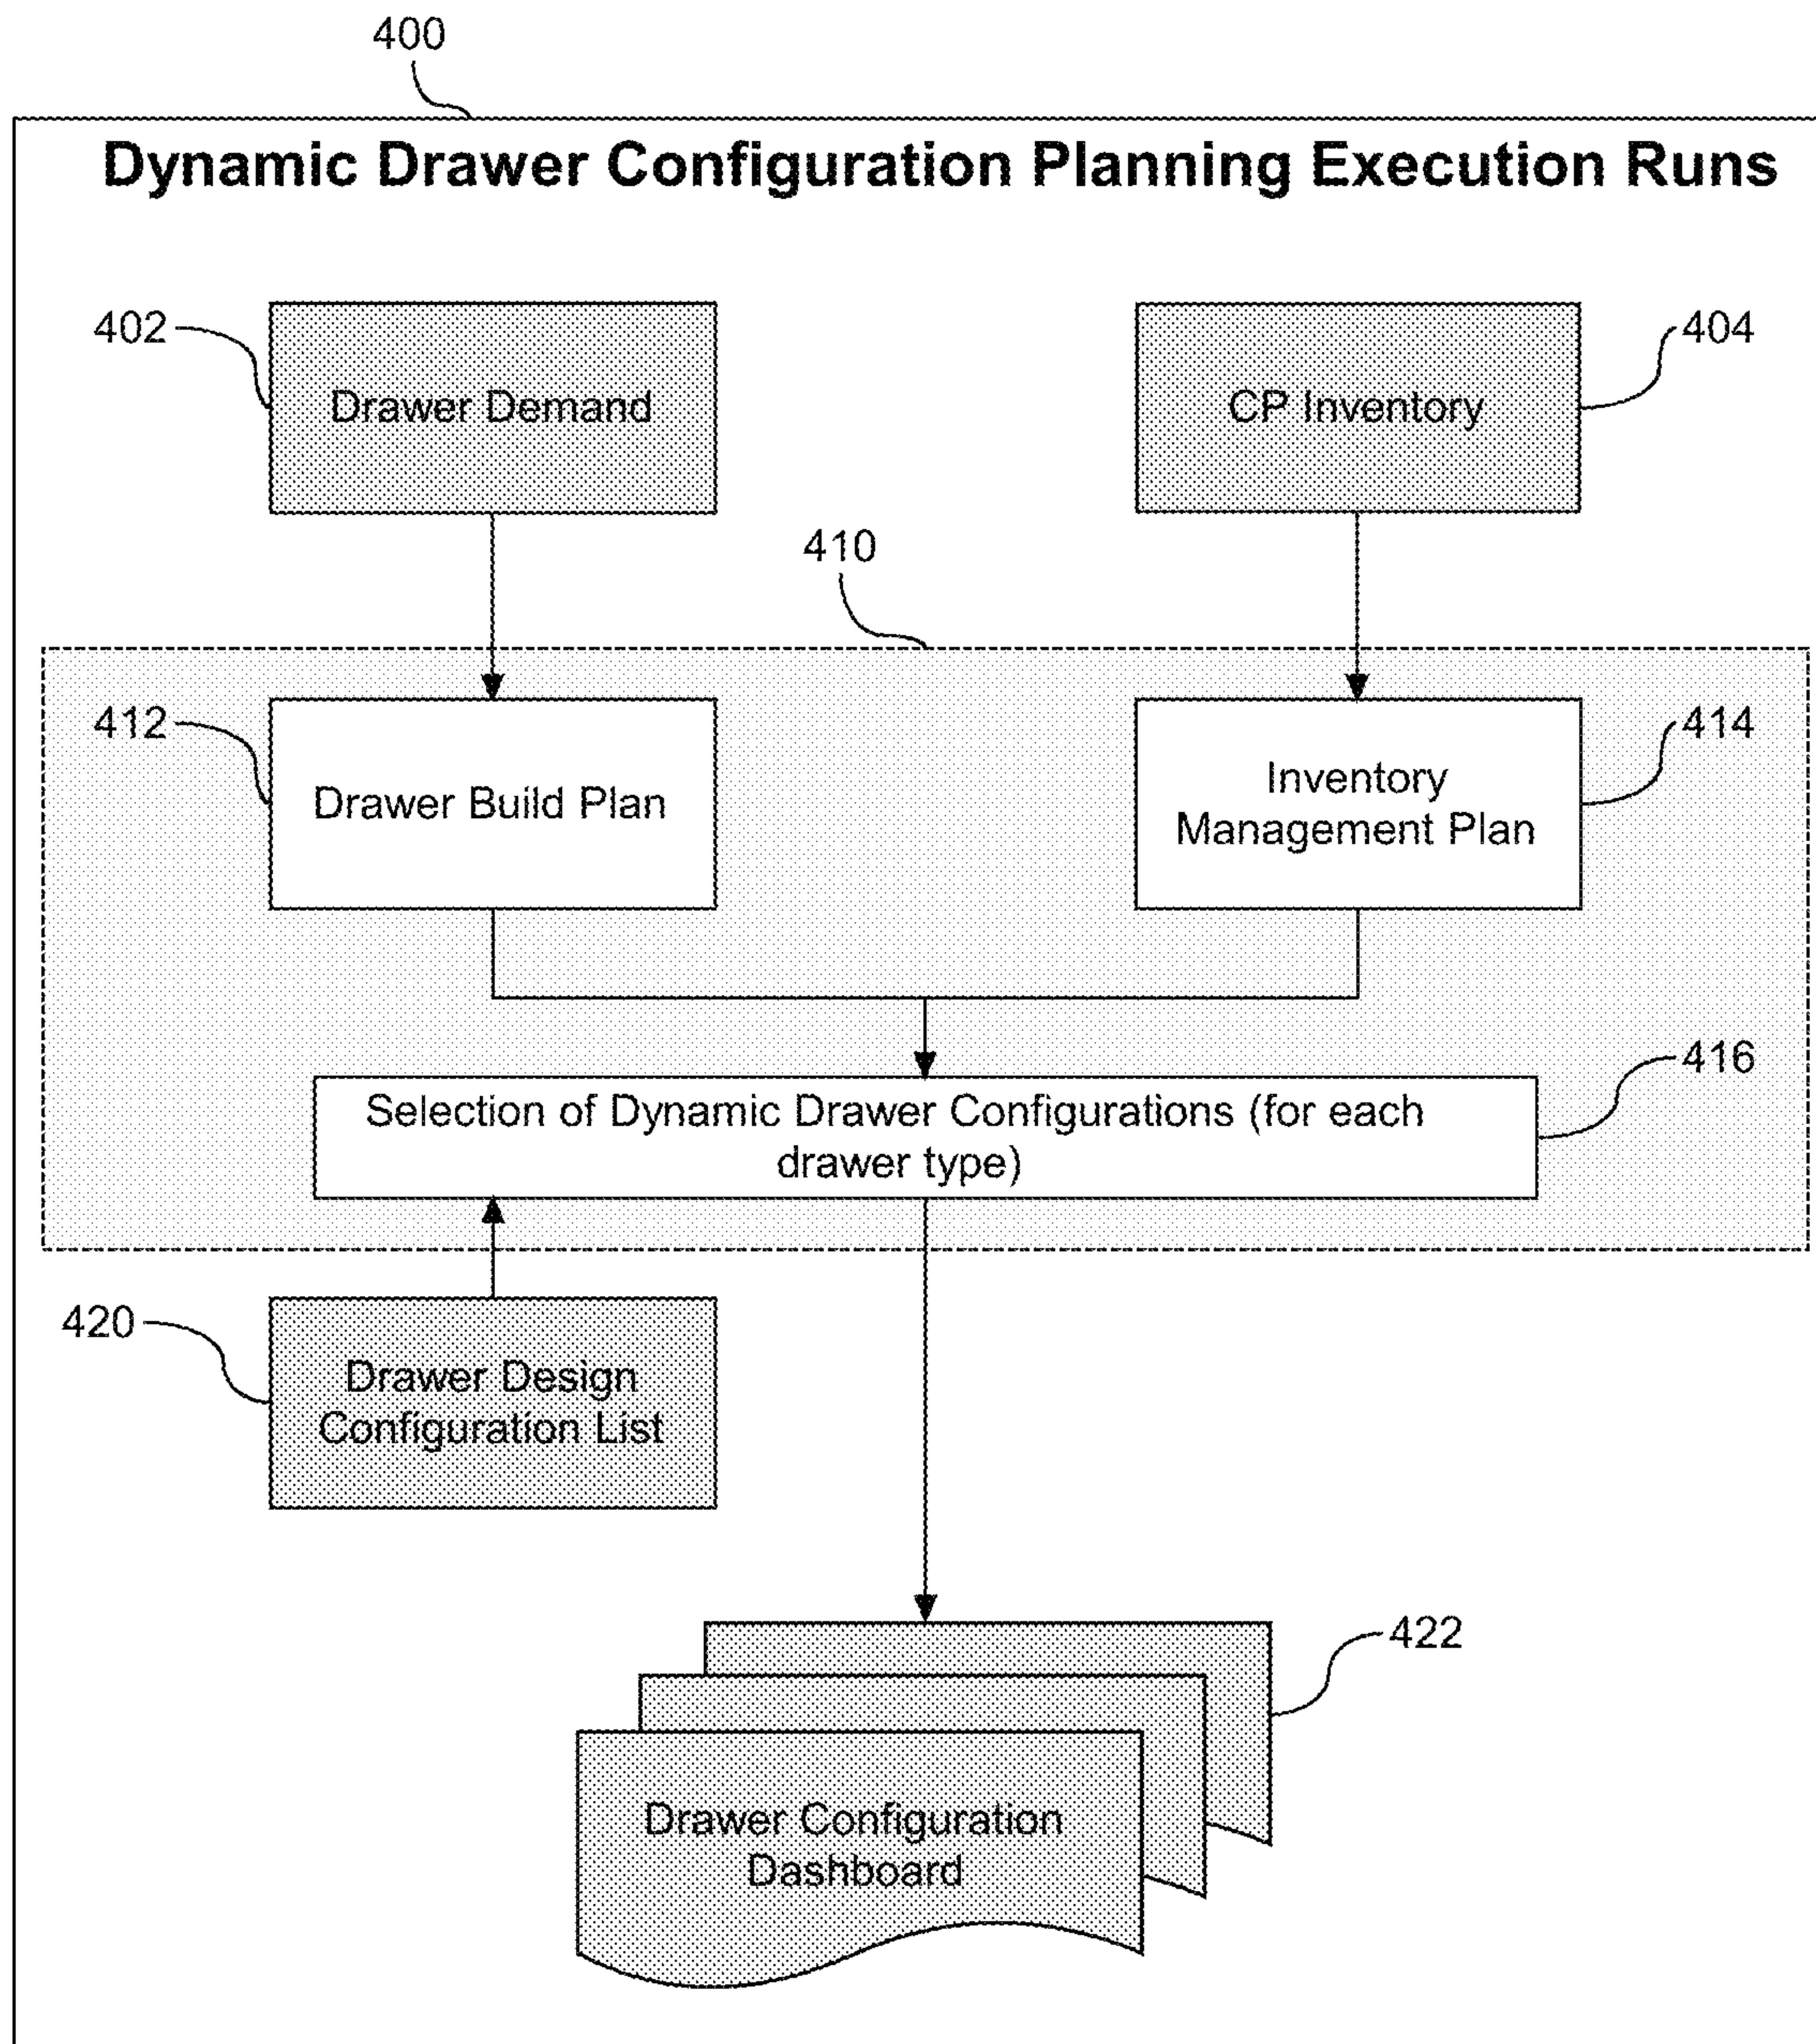 400
Dynamic Drawer Configuration Planning Execution Runs
402
Drawer Demand
CP Inventory
404
410
412
Drawer Build Plan
Inventory
Management Plan
414
Selection of Dynamic Drawer Configurations (for each
drawer type)
416
420
Drawer Design
Configuration List
422
Drawer Configuration
Dashboard